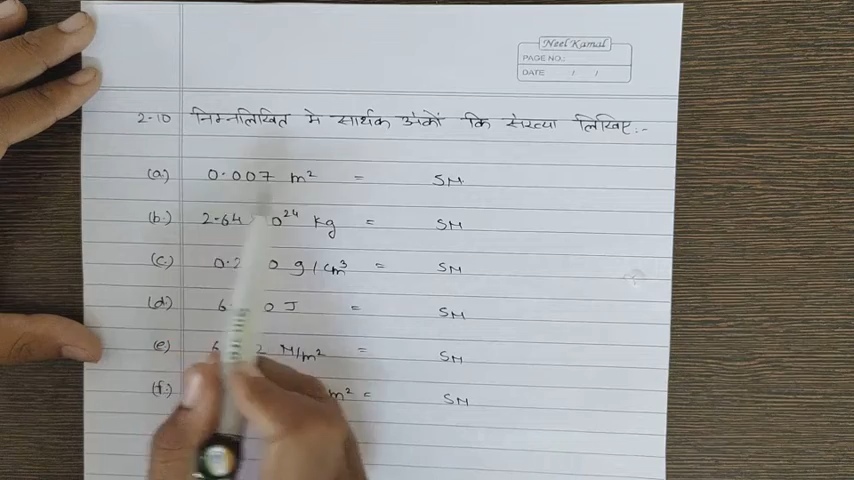 Neel Kamal
PAGE NO.:
DATE / /
2.10 निम्नलिखित मे सार्थक अंकों कि संख्या लिखिए:-
(a) 0.007 m² = SM
(b) 2.64 0²⁴ Kg = SM
(c) 0.2 0 g/cm³ = SM
(d) 6. 0 J = SM
(e) 6 2 N/m² = SM
(f) m² = SM